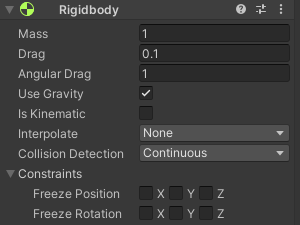 Rigidbody
Mass 1
Drag 0.1
Angular Drag 1
Use Gravity
Is Kinematic
Interpolate None
Collision Detection Continuous
Constraints
Freeze Position X Y Z
Freeze Rotation X Y Z